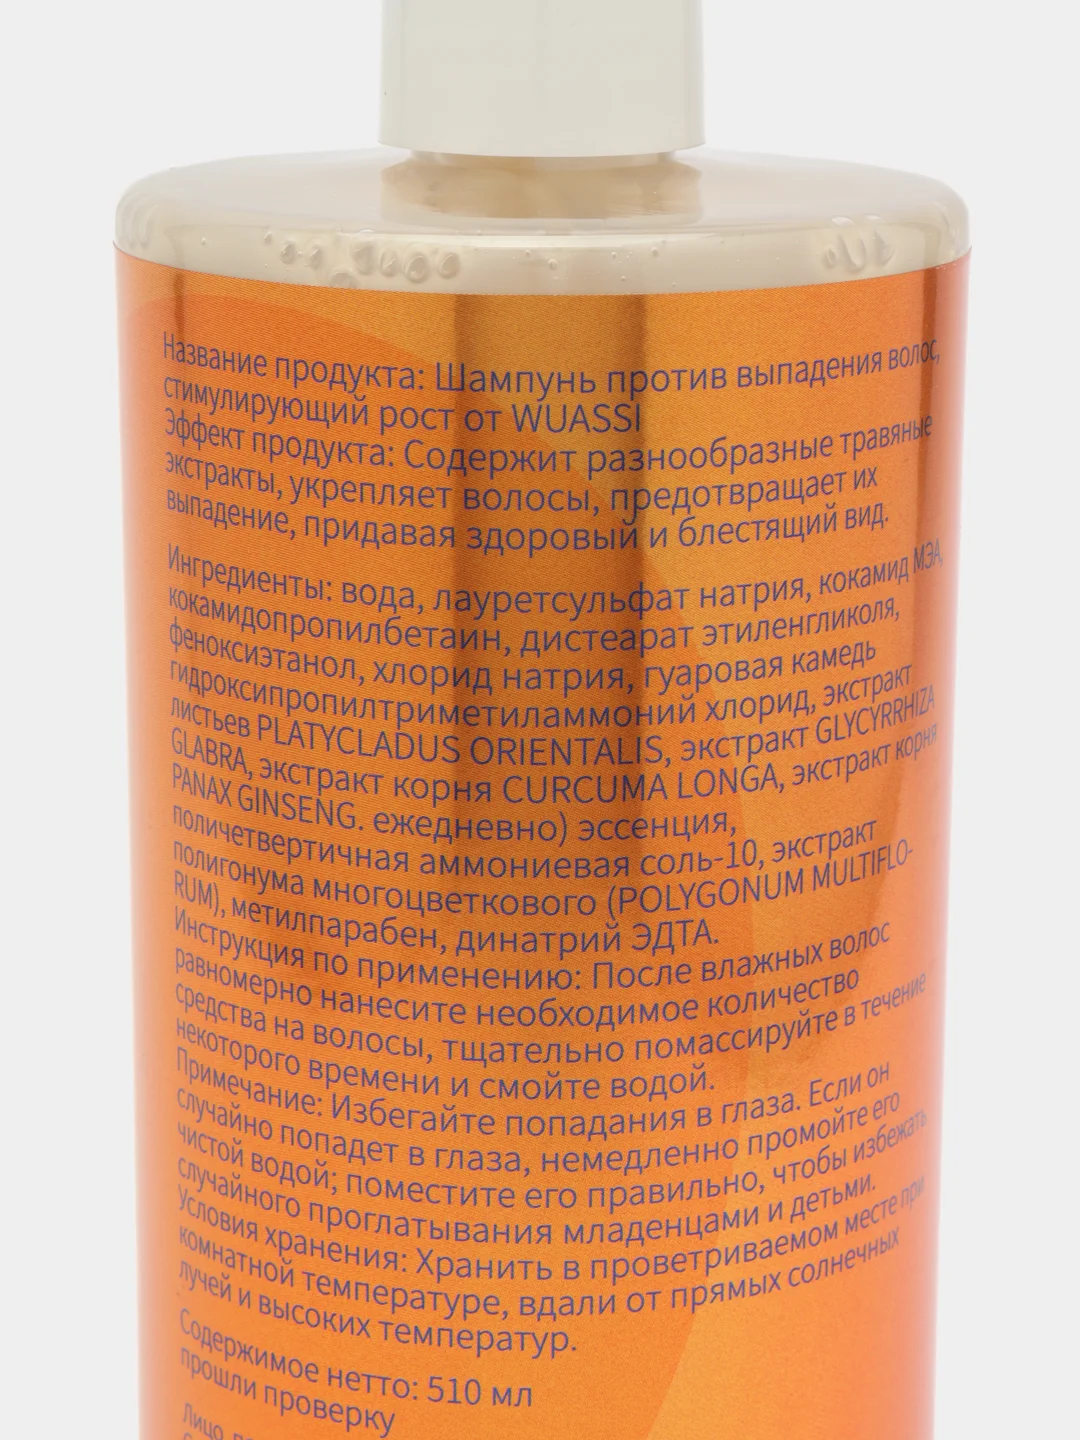 Название продукта: Шампунь против выпадения волос,
стимулирующий рост от WUASSI
Эффект продукта: Содержит разнообразные травяные
экстракты, укрепляет волосы, предотвращает их
выпадение, придавая здоровый и блестящий вид.
Ингредиенты: вода, лауретсульфат натрия, кокамид МЭА,
кокамидопропилбетаин, дистеарат этиленгликоля,
феноксиэтанол, хлорид натрия, гуаровая камедь
гидроксипропилтриметиламмоний хлорид, экстракт
листьев PLATYCLADUS ORIENTALIS, экстракт GLYCYRRHIZA
GLABRA, экстракт корня CURCUMA LONGA, экстракт корня
PANAX GINSENG. ежедневно) эссенция,
поличетвертичная аммониевая соль-10, экстракт
полигонума многоцветкового (POLYGONUM MULTIFLO-
RUM), метилпарабен, динатрий ЭДТА.
Инструкция по применению: После влажных волос
равномерно нанесите необходимое количество
средства на волосы, тщательно помассируйте в течение
некоторого времени и смойте водой.
Примечание: Избегайте попадания в глаза. Если он
случайно попадет в глаза, немедленно промойте его
чистой водой; поместите его правильно, чтобы избежать
случайного проглатывания младенцами и детьми.
Условия хранения: Хранить в проветриваемом месте при
комнатной температуре, вдали от прямых солнечных
лучей и высоких температур.
Содержимое нетто: 510 мл
прошли проверку
Лицо